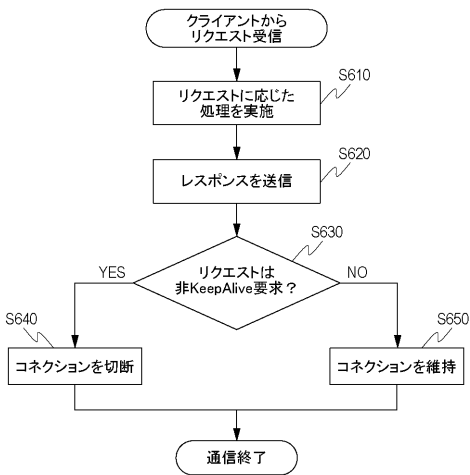 クライアントから
リクエスト受信
S610
リクエストに応じた
処理を実施
S620
レスポンスを送信
S630
リクエストは
非KeepAlive要求？
YES
NO
S640
コネクションを切断
S650
コネクションを維持
通信終了